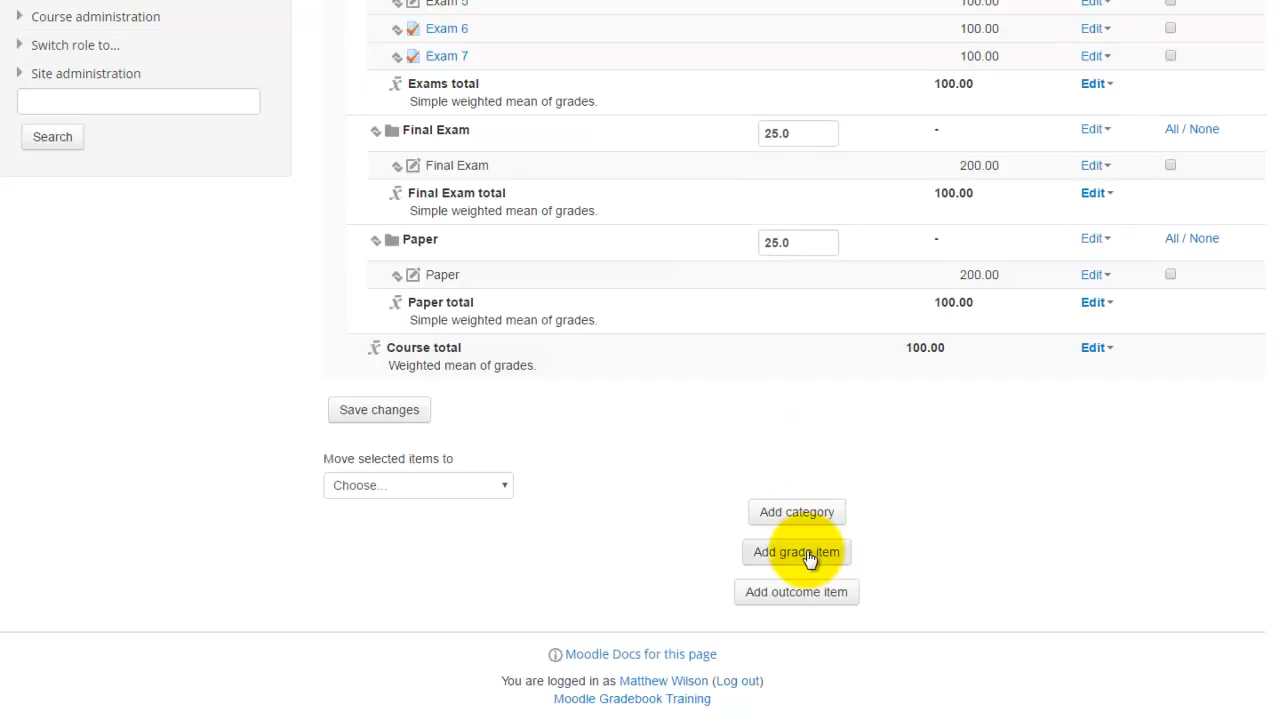 Course administration
Switch role to...
Site administration
Search
Exam 5 100.00 Edit
Exam 6 100.00 Edit
Exam 7 100.00 Edit
Exams total 100.00 Edit
Simple weighted mean of grades.
Final Exam 25.0 - Edit All / None
Final Exam 200.00 Edit
Final Exam total 100.00 Edit
Simple weighted mean of grades.
Paper 25.0 - Edit All / None
Paper 200.00 Edit
Paper total 100.00 Edit
Simple weighted mean of grades.
Course total 100.00 Edit
Weighted mean of grades.
Save changes
Move selected items to
Choose...
Add category
Add grade item
Add outcome item
Moodle Docs for this page
You are logged in as Matthew Wilson (Log out)
Moodle Gradebook Training